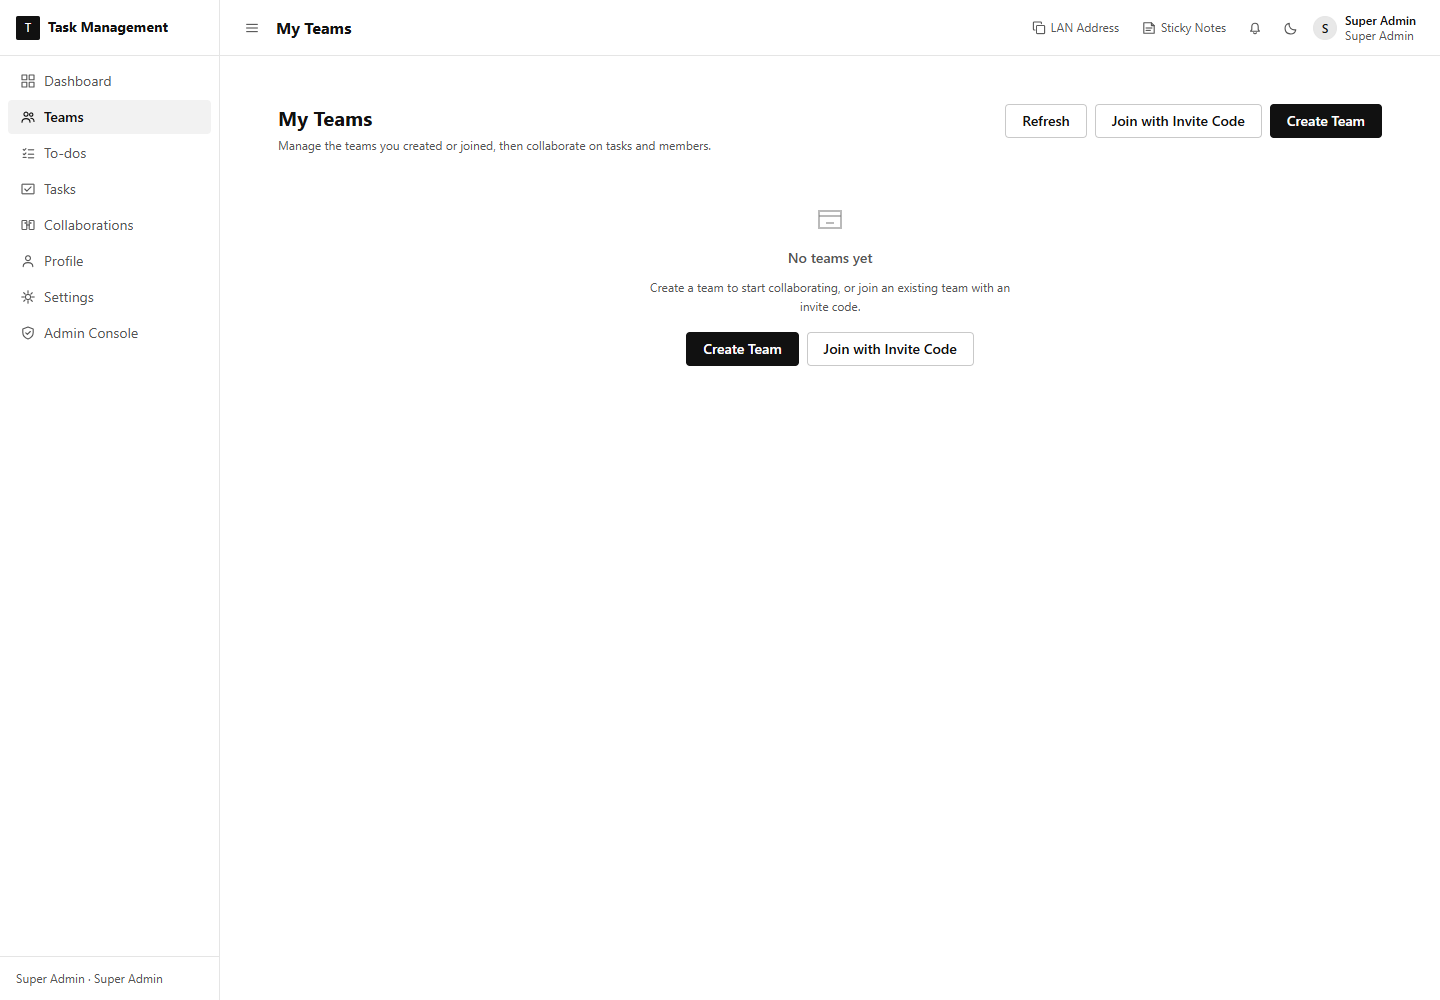 T Task Management
My Teams
LAN Address
Sticky Notes
S
Super Admin
Super Admin
Dashboard
Teams
To-dos
Tasks
Collaborations
Profile
Settings
Admin Console
My Teams
Manage the teams you created or joined, then collaborate on tasks and members.
Refresh
Join with Invite Code
Create Team
No teams yet
Create a team to start collaborating, or join an existing team with an
invite code.
Create Team
Join with Invite Code
Super Admin · Super Admin